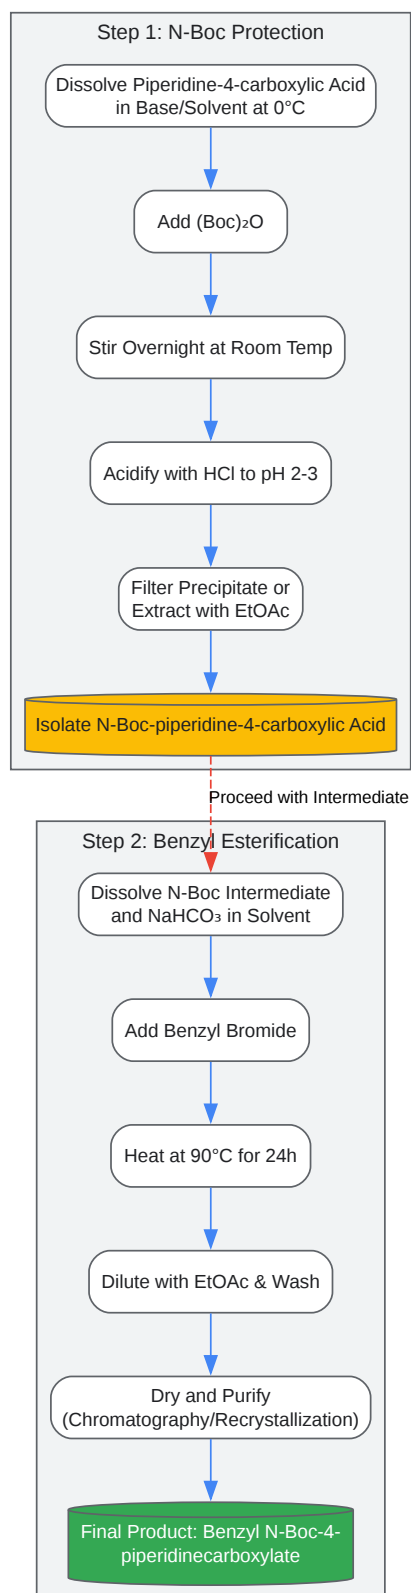 Step 1: N-Boc Protection
Dissolve Piperidine-4-carboxylic Acid
in Base/Solvent at 0°C
Add (Boc)₂O
Stir Overnight at Room Temp
Acidify with HCl to pH 2-3
Filter Precipitate or
Extract with EtOAc
Isolate N-Boc-piperidine-4-carboxylic Acid
Proceed with Intermediate
Step 2: Benzyl Esterification
Dissolve N-Boc Intermediate
and NaHCO₃ in Solvent
Add Benzyl Bromide
Heat at 90°C for 24h
Dilute with EtOAc & Wash
Dry and Purify
(Chromatography/Recrystallization)
Final Product: Benzyl N-Boc-4-
piperidinecarboxylate